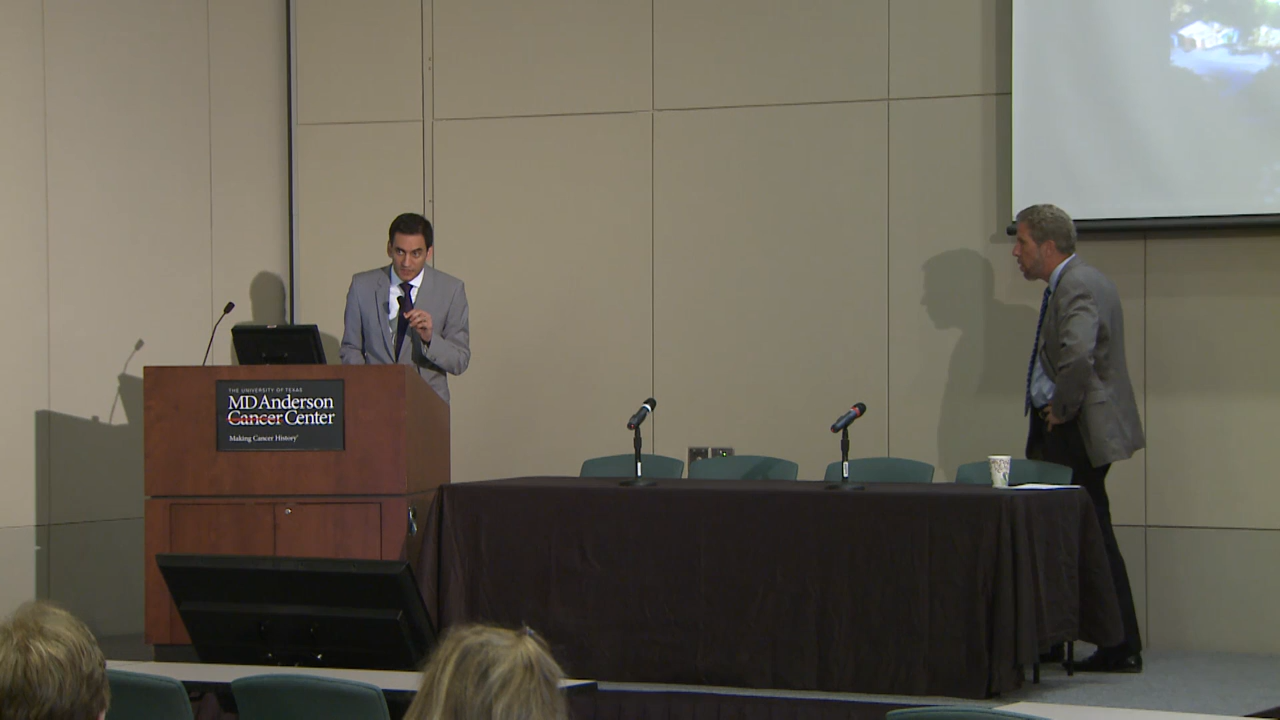 THE UNIVERSITY OF TEXAS
MD Anderson
Cancer Center
Making Cancer History®